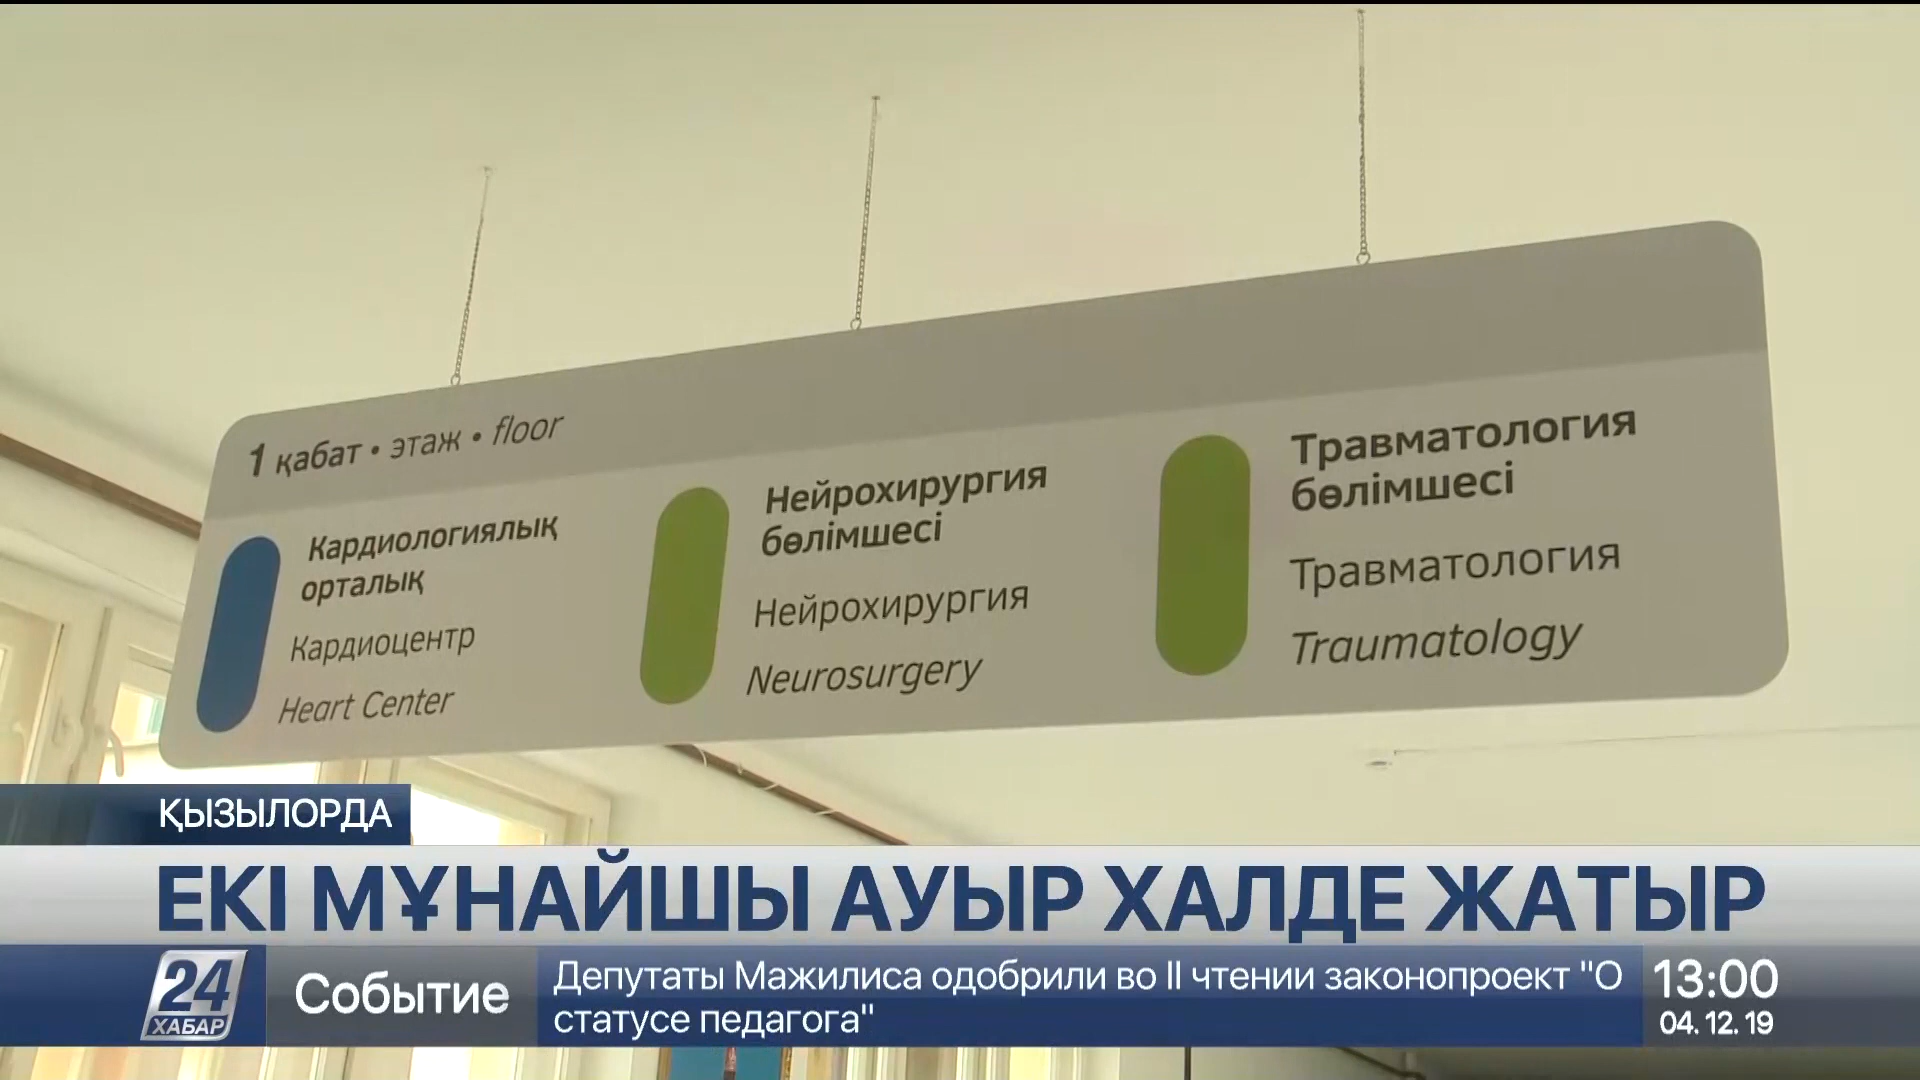 1 қабат • этаж • floor
Кардиологиялық
орталық
Кардиоцентр
Heart Center
Нейрохирургия
бөлімшесі
Нейрохирургия
Neurosurgery
Травматология
бөлімшесі
Травматология
Traumatology
ҚЫЗЫЛОРДА
ЕКІ МҰНАЙШЫ АУЫР ХАЛДЕ ЖАТЫР
24
ХАБАР
Событие
Депутаты Мажилиса одобрили во II чтении законопроект "О
статусе педагога"
13:00
04.12.19